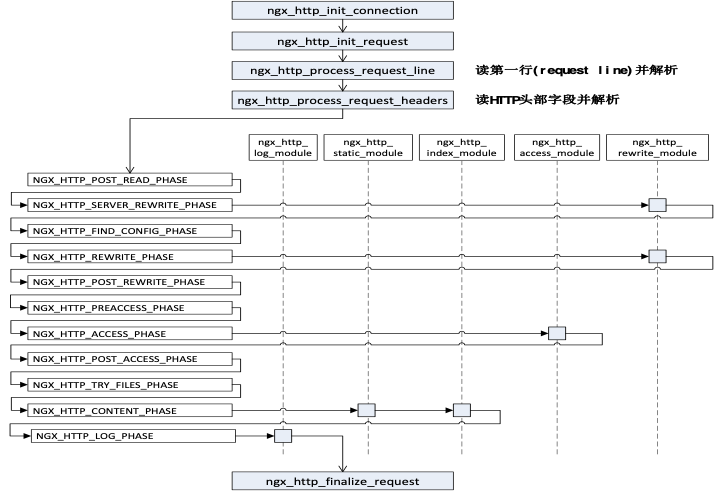 ngx_http_init_connection
ngx_http_init_request
ngx_http_process_request_line
读第一行(request line)并解析
ngx_http_process_request_headers
读HTTP头部字段并解析
ngx_http_
log_module
ngx_http_
static_module
ngx_http_
index_module
ngx_http_
access_module
ngx_http_
rewrite_module
NGX_HTTP_POST_READ_PHASE
NGX_HTTP_SERVER_REWRITE_PHASE
NGX_HTTP_FIND_CONFIG_PHASE
NGX_HTTP_REWRITE_PHASE
NGX_HTTP_POST_REWRITE_PHASE
NGX_HTTP_PREACCESS_PHASE
NGX_HTTP_ACCESS_PHASE
NGX_HTTP_POST_ACCESS_PHASE
NGX_HTTP_TRY_FILES_PHASE
NGX_HTTP_CONTENT_PHASE
NGX_HTTP_LOG_PHASE
ngx_http_finalize_request